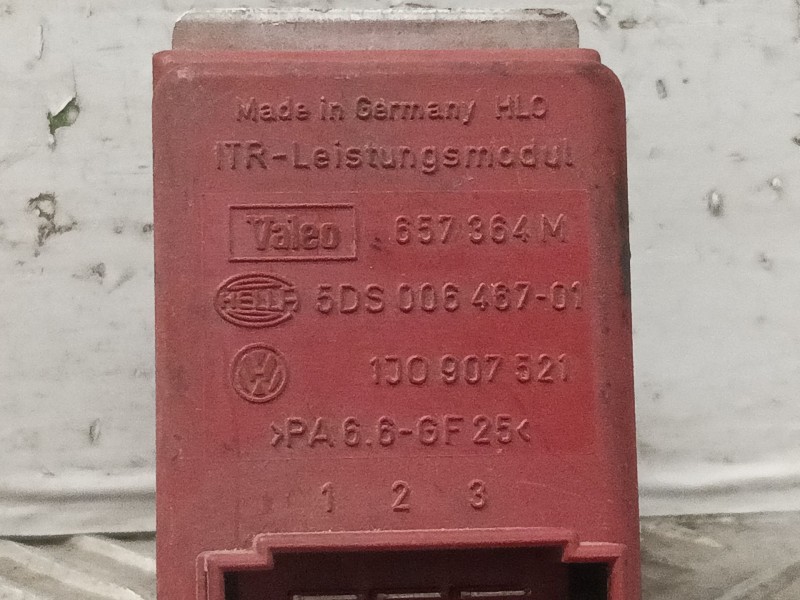 Made in Germany HLO
ITR-Leistungsmodul
Valeo 657 364 M
HELLA 5DS 006 467-01
VW 1J0 907 521
>PA 6.6-GF 25<
1 2 3